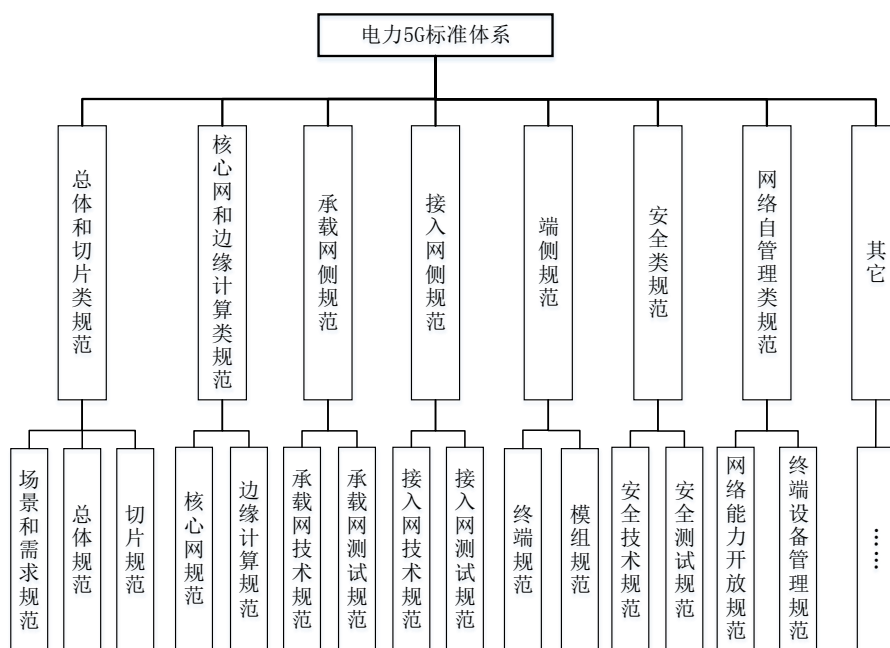 电力5G标准体系
总体和切片类规范
核心网和边缘计算类规范
承载网侧规范
接入网侧规范
端侧规范
安全类规范
网络自管理类规范
其它
场景和需求规范
总体规范
切片规范
核心网规范
边缘计算规范
承载网技术规范
承载网测试规范
接入网技术规范
接入网测试规范
终端规范
模组规范
安全技术规范
安全测试规范
网络能力开放规范
终端设备管理规范
……